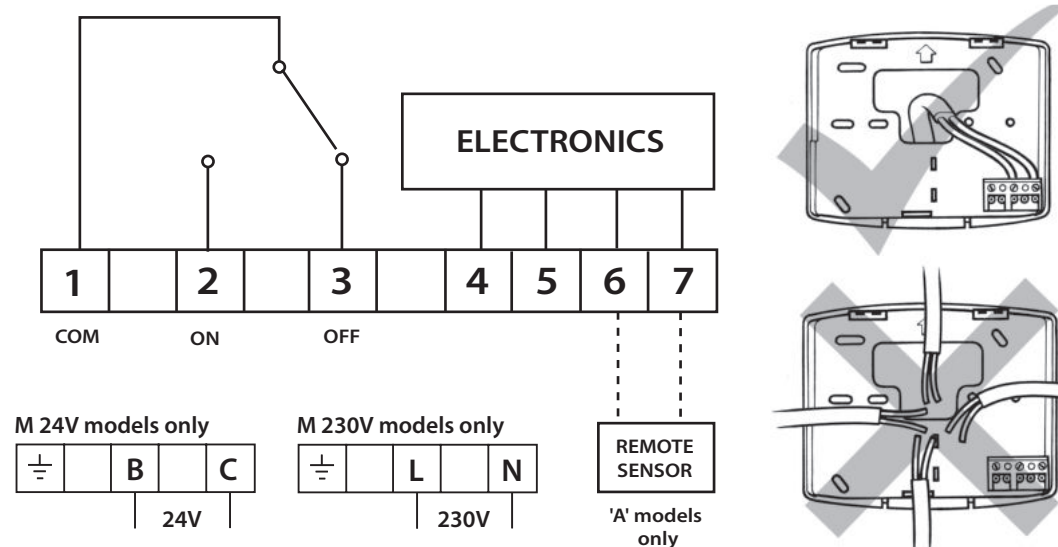 ELECTRONICS
1 2 3 4 5 6 7
COM ON OFF
M 24V models only
B C
24V
M 230V models only
L N
230V
REMOTE
SENSOR
'A' models
only